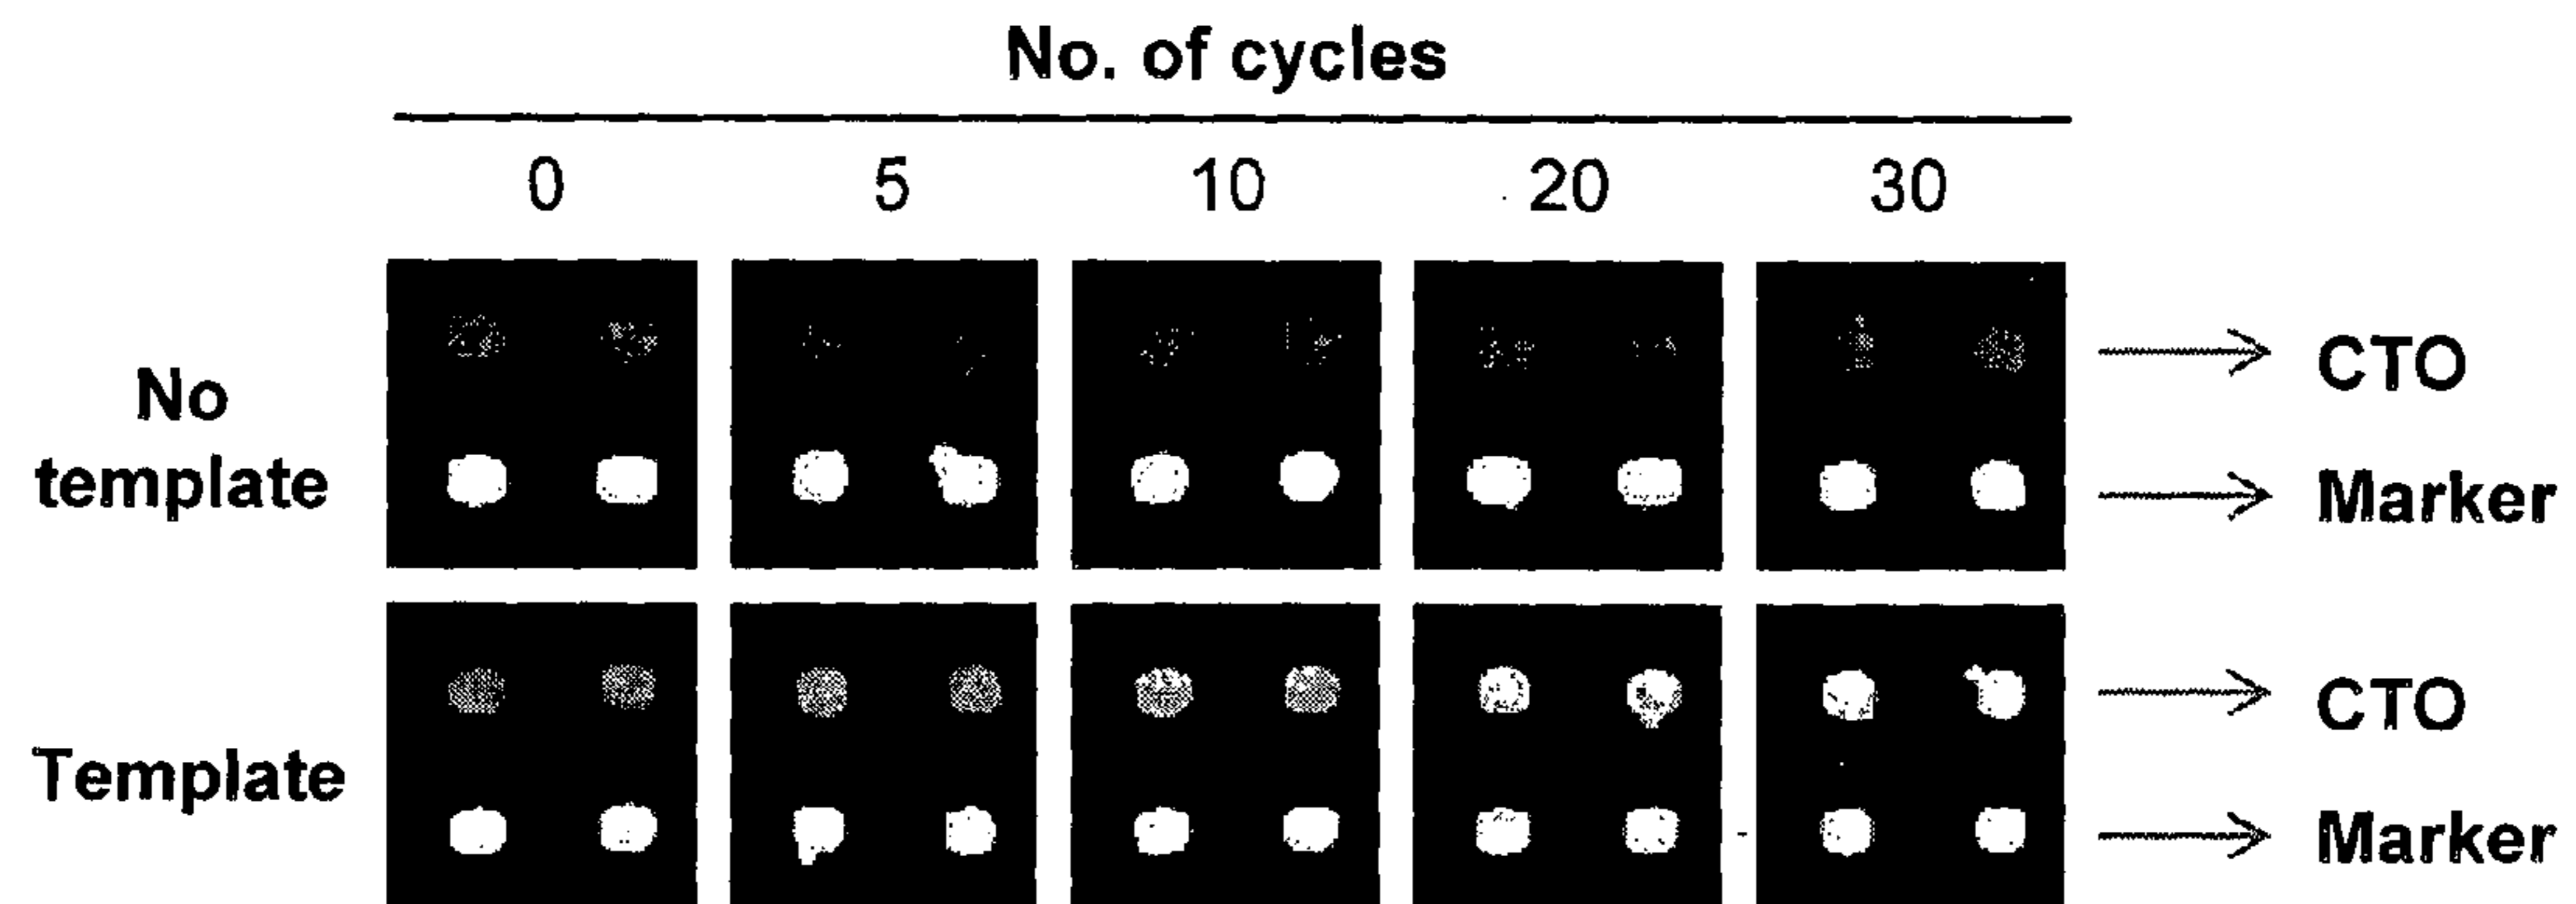 No. of cycles
0 5 10 20 30
No
template
CTO
Marker
Template
CTO
Marker